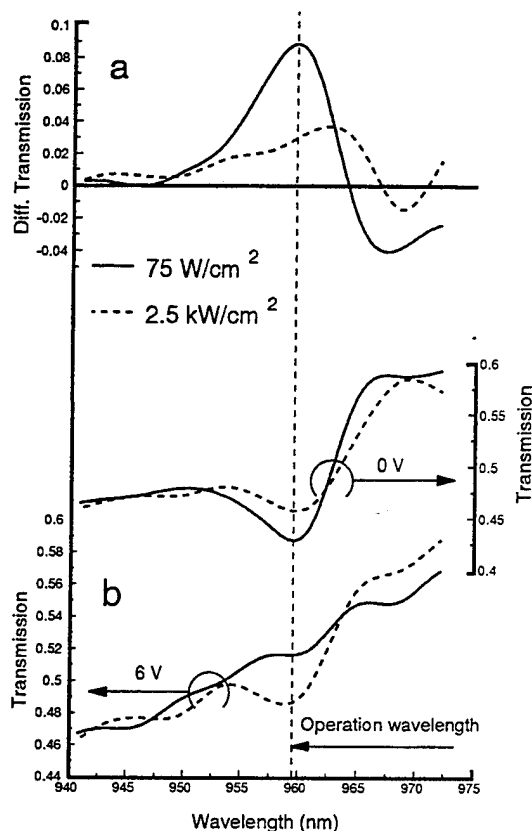 0.1
0.08
0.06
0.04
0.02
0
-0.02
-0.04
Diff. Transmission
a
75 W/cm 2
2.5 kW/cm 2
0.6
0.55
0.5
0.45
0.4
Transmission
0 V
0.6
0.58
0.56
0.54
0.52
0.5
0.48
0.46
0.44
Transmission
b
6 V
Operation wavelength
940 945 950 955 960 965 970 975
Wavelength (nm)